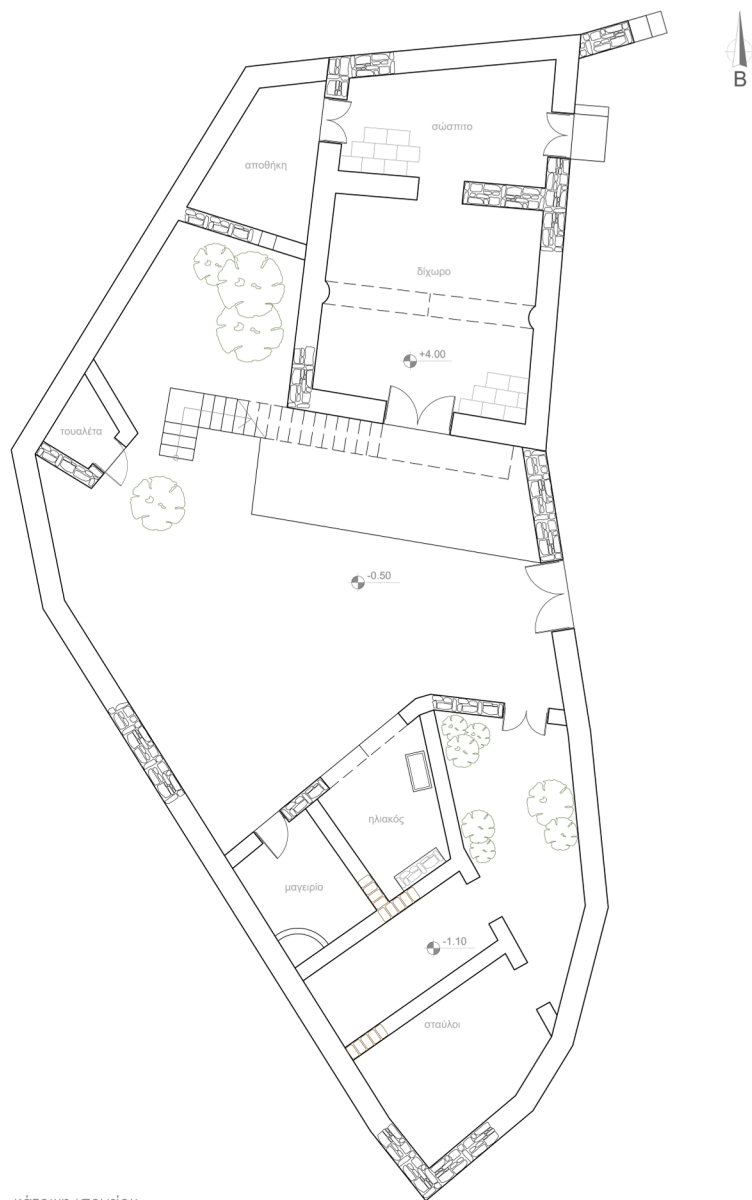 B
σώσπιτο
αποθήκη
δίχωρο
+4.00
τουαλέτα
-0.50
ηλιακός
μαγειρίο
-1.10
σταύλοι